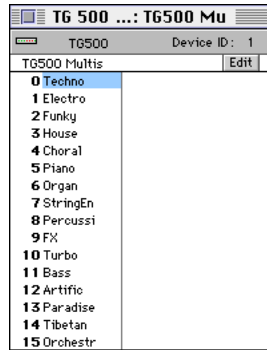 TG 500 ...: TG500 Mu
TG500 Device ID: 1
TG500 Multis Edit
0 Techno
1 Electro
2 Funky
3 House
4 Choral
5 Piano
6 Organ
7 StringEn
8 Percussi
9 FX
10 Turbo
11 Bass
12 Artific
13 Paradise
14 Tibetan
15 Orchestr